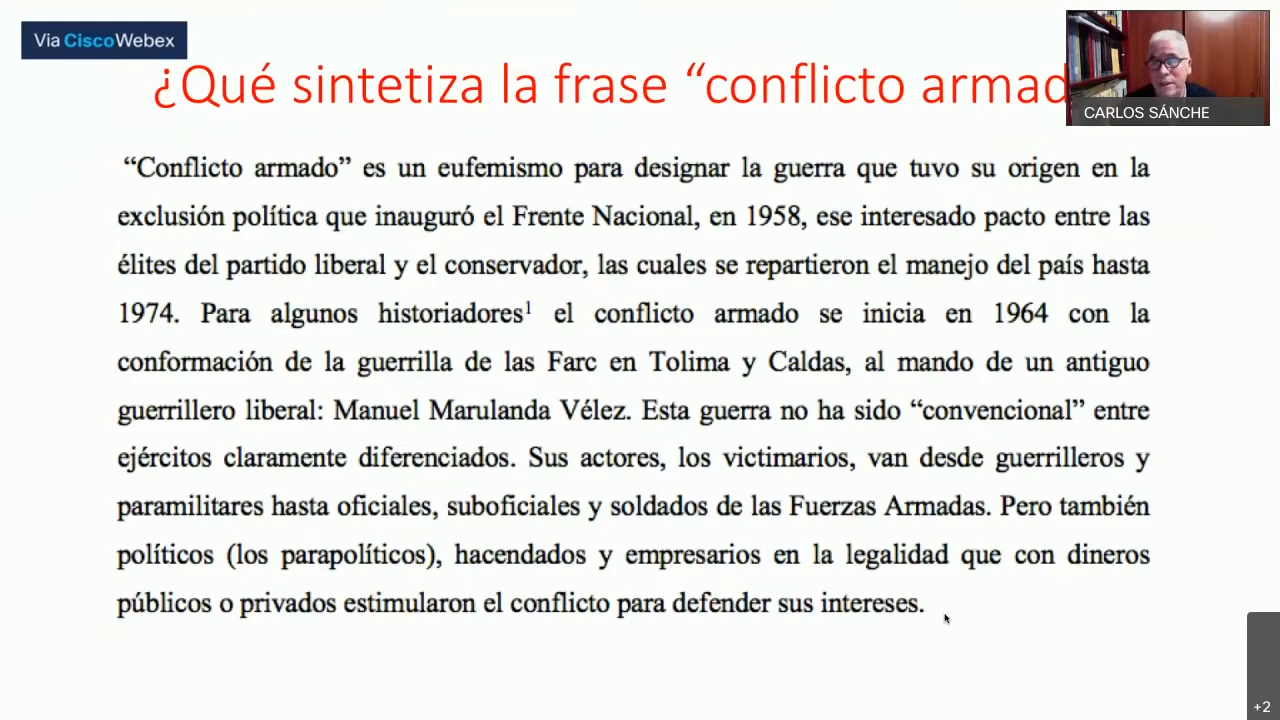 Via CiscoWebex
¿Qué sintetiza la frase “conflicto armad
CARLOS SÁNCHE
“Conflicto armado” es un eufemismo para designar la guerra que tuvo su origen en la
exclusión política que inauguró el Frente Nacional, en 1958, ese interesado pacto entre las
élites del partido liberal y el conservador, las cuales se repartieron el manejo del país hasta
1974. Para algunos historiadores1 el conflicto armado se inicia en 1964 con la
conformación de la guerrilla de las Farc en Tolima y Caldas, al mando de un antiguo
guerrillero liberal: Manuel Marulanda Vélez. Esta guerra no ha sido “convencional” entre
ejércitos claramente diferenciados. Sus actores, los victimarios, van desde guerrilleros y
paramilitares hasta oficiales, suboficiales y soldados de las Fuerzas Armadas. Pero también
políticos (los parapolíticos), hacendados y empresarios en la legalidad que con dineros
públicos o privados estimularon el conflicto para defender sus intereses.
+2